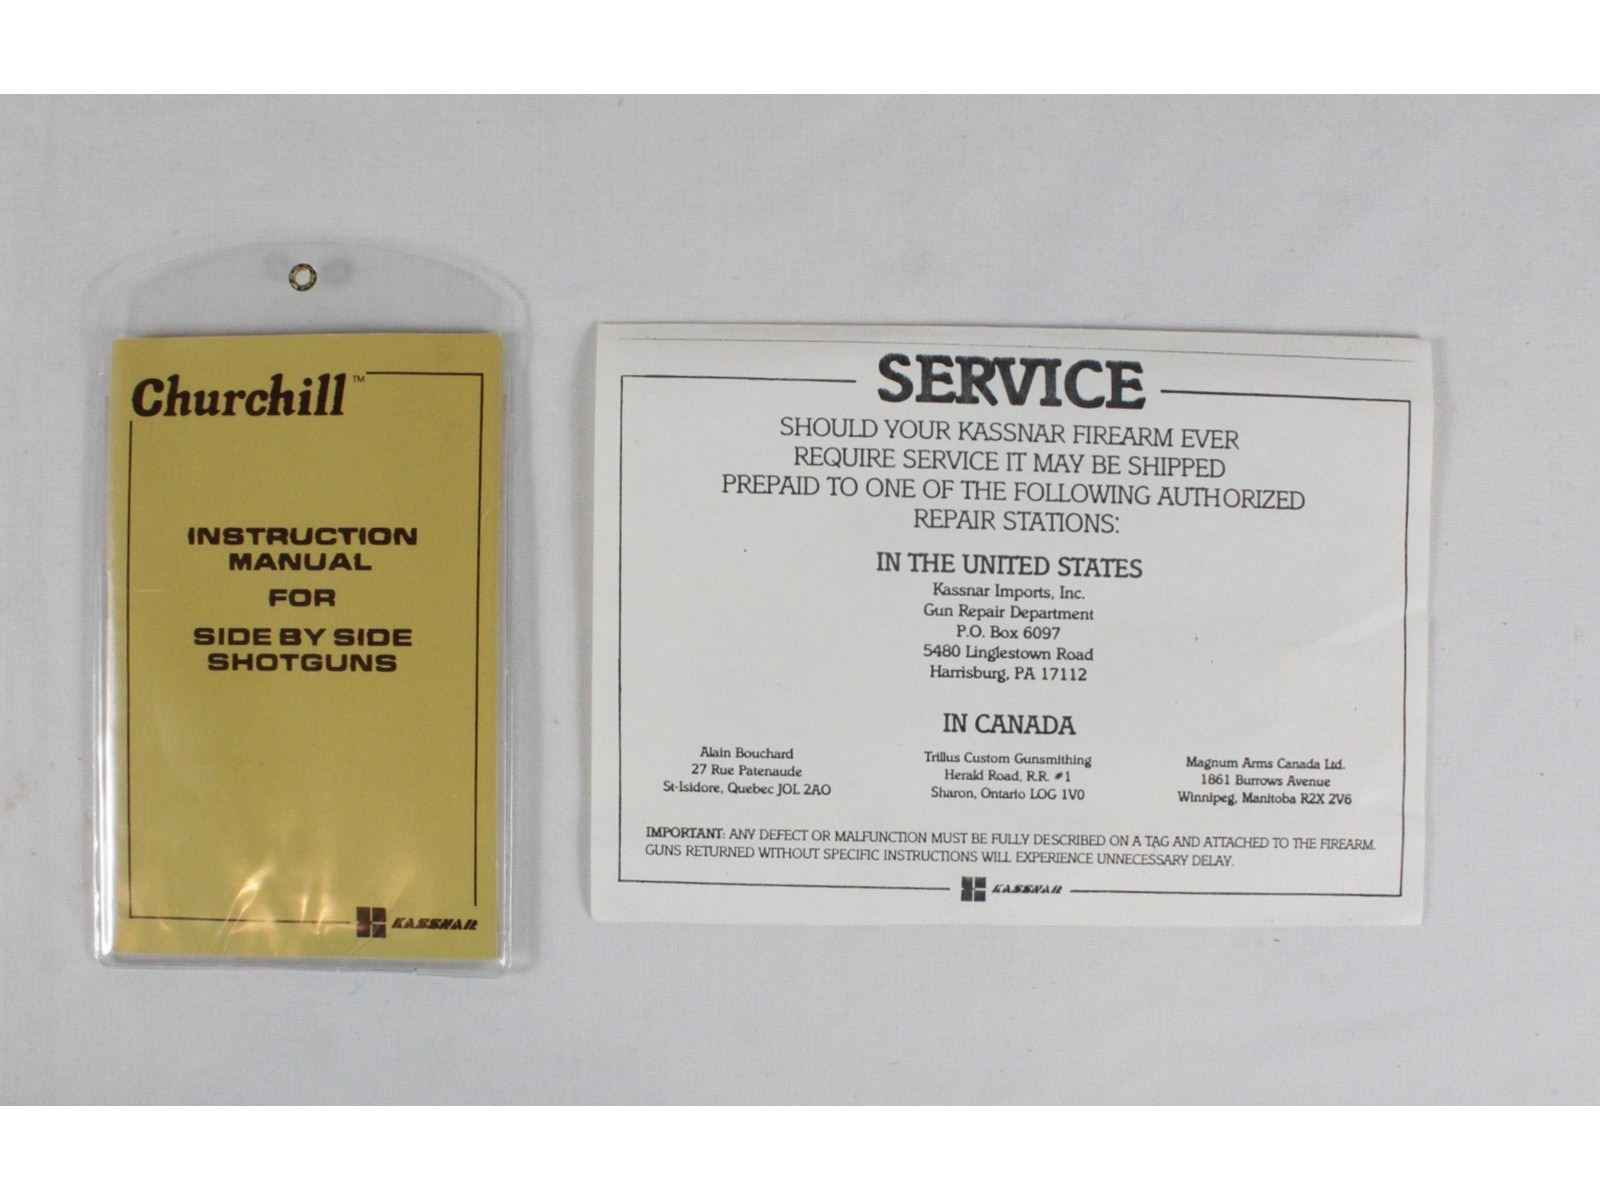 Churchill™
INSTRUCTION
MANUAL
FOR
SIDE BY SIDE
SHOTGUNS
KASSNAR
SERVICE
SHOULD YOUR KASSNAR FIREARM EVER
REQUIRE SERVICE IT MAY BE SHIPPED
PREPAID TO ONE OF THE FOLLOWING AUTHORIZED
REPAIR STATIONS:
IN THE UNITED STATES
Kassnar Imports, Inc.
Gun Repair Department
P.O. Box 6097
5480 Linglestown Road
Harrisburg, PA 17112
IN CANADA
Alain Bouchard
27 Rue Patenaude
St-Isidore, Quebec JOL 2AO
Trillus Custom Gunsmithing
Herald Road, R.R. #1
Sharon, Ontario LOG 1V0
Magnum Arms Canada Ltd.
1861 Burrows Avenue
Winnipeg, Manitoba R2X 2V6
IMPORTANT: ANY DEFECT OR MALFUNCTION MUST BE FULLY DESCRIBED ON A TAG AND ATTACHED TO THE FIREARM.
GUNS RETURNED WITHOUT SPECIFIC INSTRUCTIONS WILL EXPERIENCE UNNECESSARY DELAY.
KASSNAR